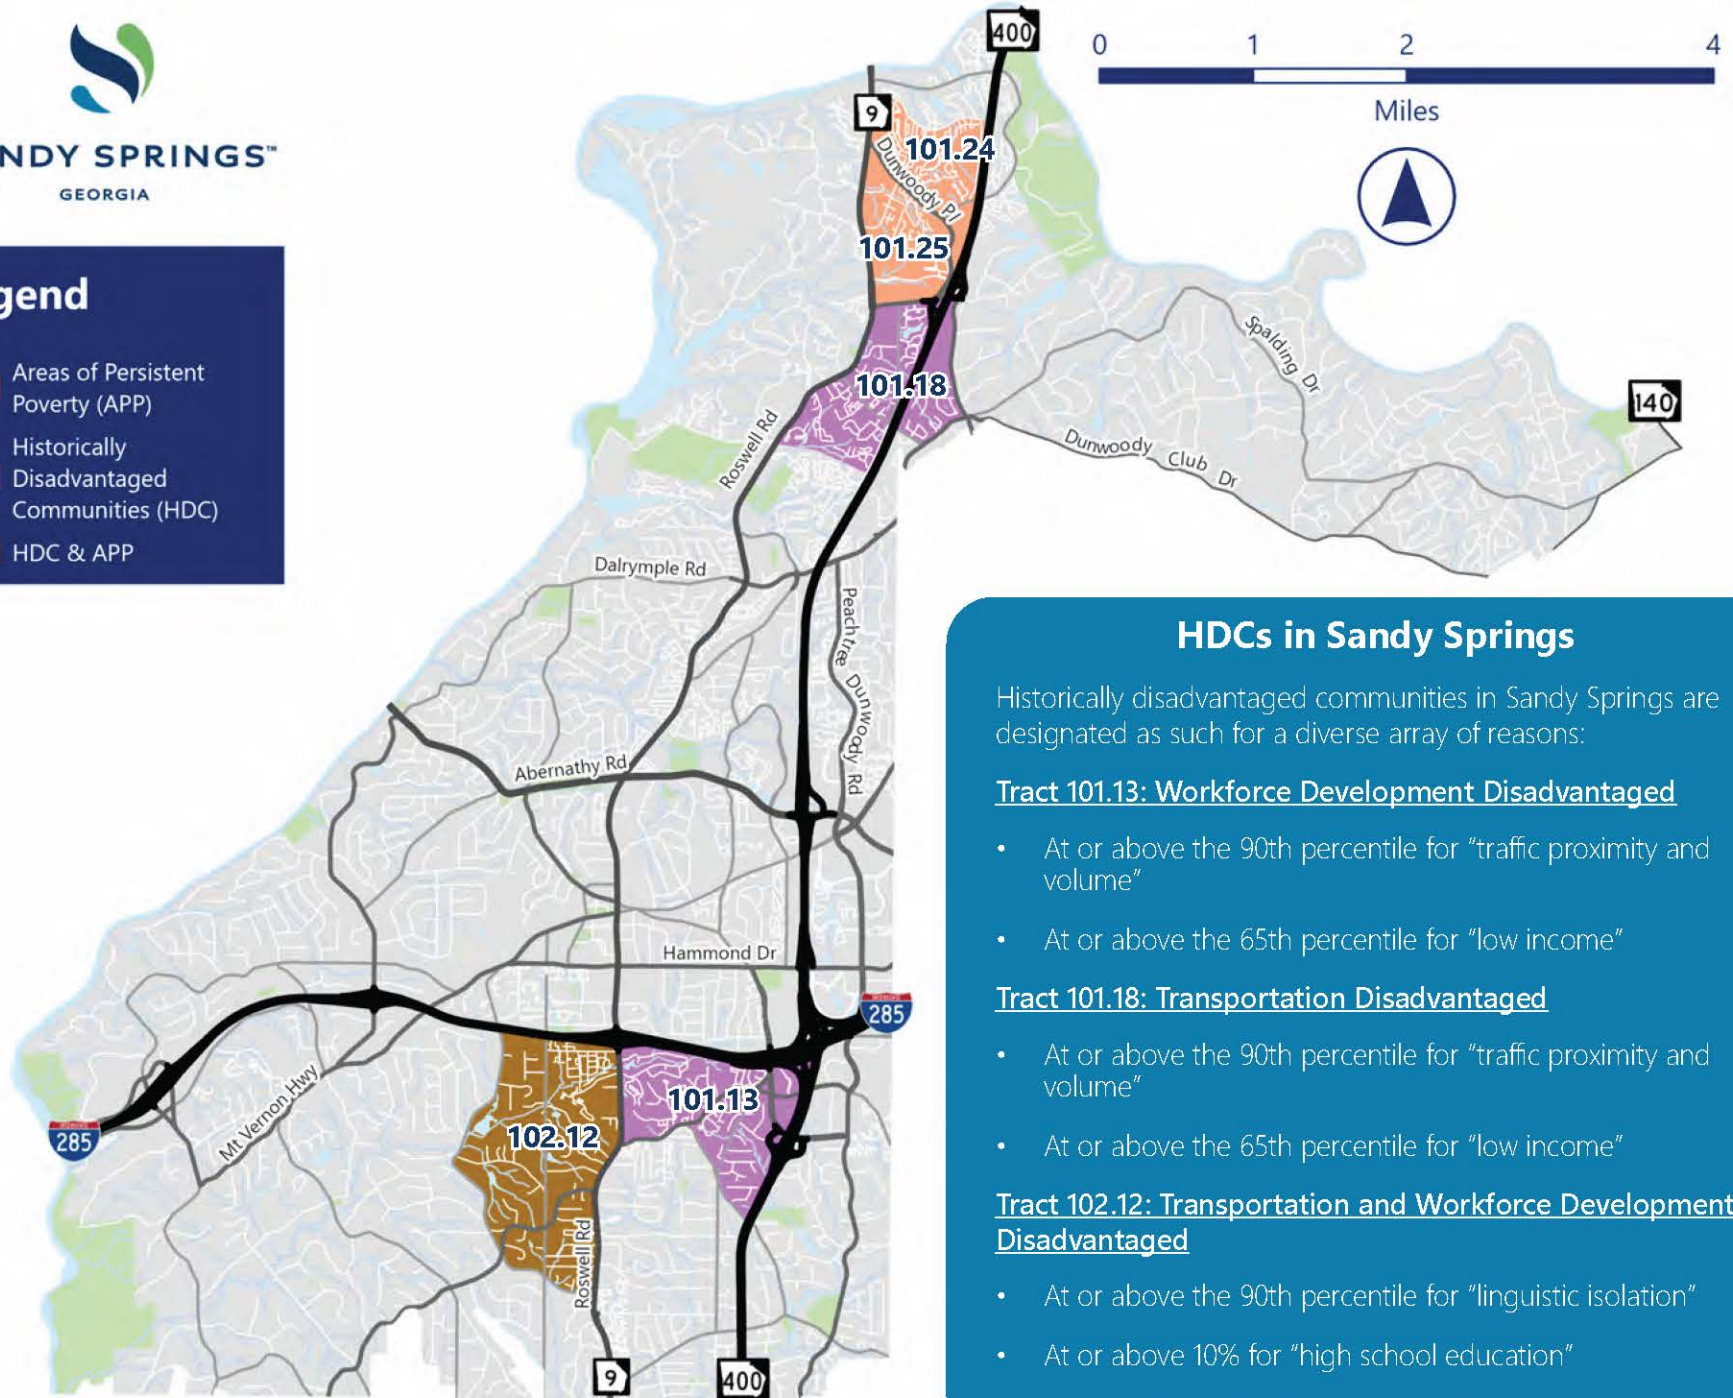 NDY SPRINGS™
GEORGIA
gend
Areas of Persistent
Poverty (APP)
Historically
Disadvantaged
Communities (HDC)
HDC & APP
0 1 2 4
Miles
400
9
101.24
Dunwoody Pl
101.25
101.18
Roswell Rd
Spalding Dr
140
Dunwoody Club Dr
Dalrymple Rd
Peachtree Dunwoody Rd
Abernathy Rd
Hammond Dr
INTERSTATE
285
Mt Vernon Hwy
INTERSTATE
285
101.13
102.12
Roswell Rd
9
400
HDCs in Sandy Springs
Historically disadvantaged communities in Sandy Springs are
designated as such for a diverse array of reasons:
Tract 101.13: Workforce Development Disadvantaged
• At or above the 90th percentile for “traffic proximity and
volume”
• At or above the 65th percentile for “low income”
Tract 101.18: Transportation Disadvantaged
• At or above the 90th percentile for “traffic proximity and
volume”
• At or above the 65th percentile for “low income”
Tract 102.12: Transportation and Workforce Development
Disadvantaged
• At or above the 90th percentile for “linguistic isolation”
• At or above 10% for “high school education”